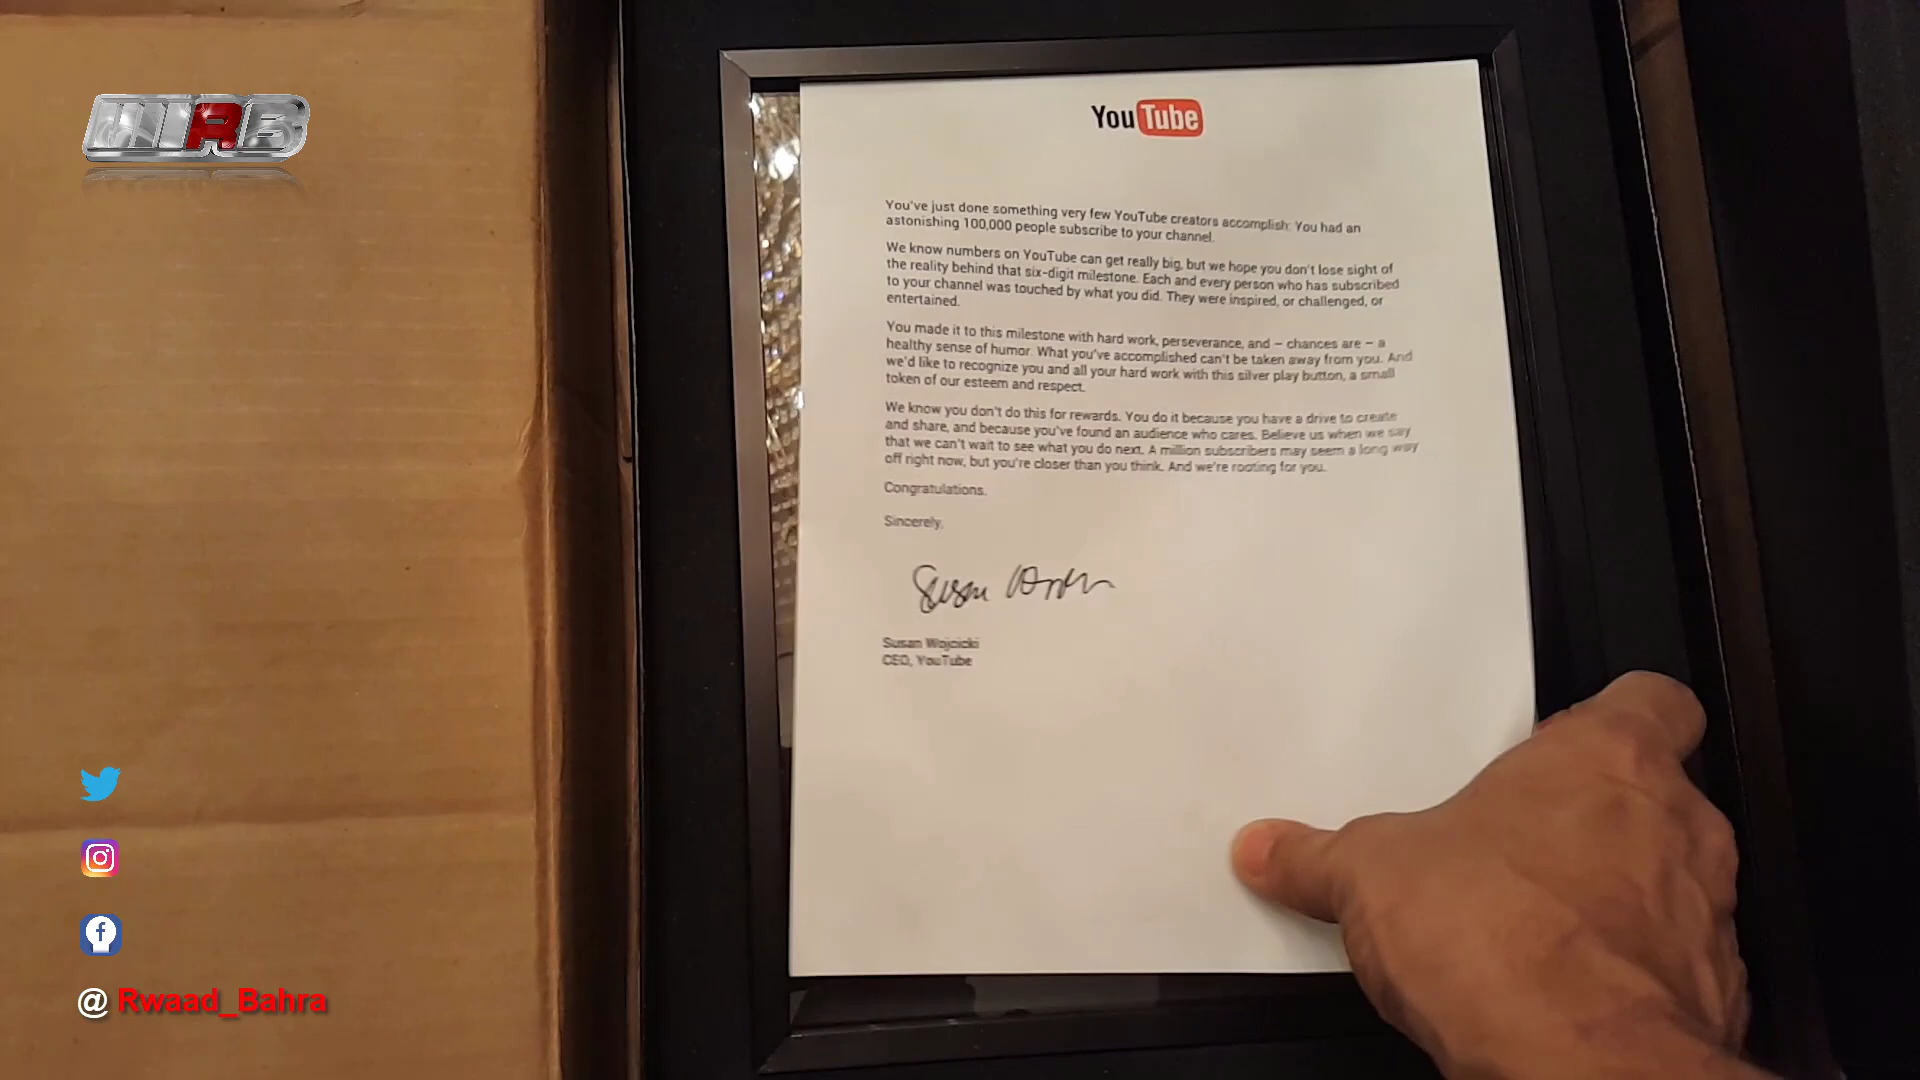 YouTube
You've just done something very few YouTube creators accomplish: You had an
astonishing 100,000 people subscribe to your channel.
We know numbers on YouTube can get really big, but we hope you don't lose sight of
the reality behind that six-digit milestone. Each and every person who has subscribed
to your channel was touched by what you did. They were inspired, or challenged, or
entertained.
You made it to this milestone with hard work, perseverance, and – chances are – a
healthy sense of humor. What you've accomplished can't be taken away from you. And
we'd like to recognize you and all your hard work with this silver play button, a small
token of our esteem and respect.
We know you don't do this for rewards. You do it because you have a drive to create
and share, and because you've found an audience who cares. Believe us when we say
that we can't wait to see what you do next. A million subscribers may seem a long way
off right now, but you're closer than you think. And we're rooting for you.
Congratulations.
Sincerely,
Susan Wojcicki
CEO, YouTube
@ Rwaad_Bahra